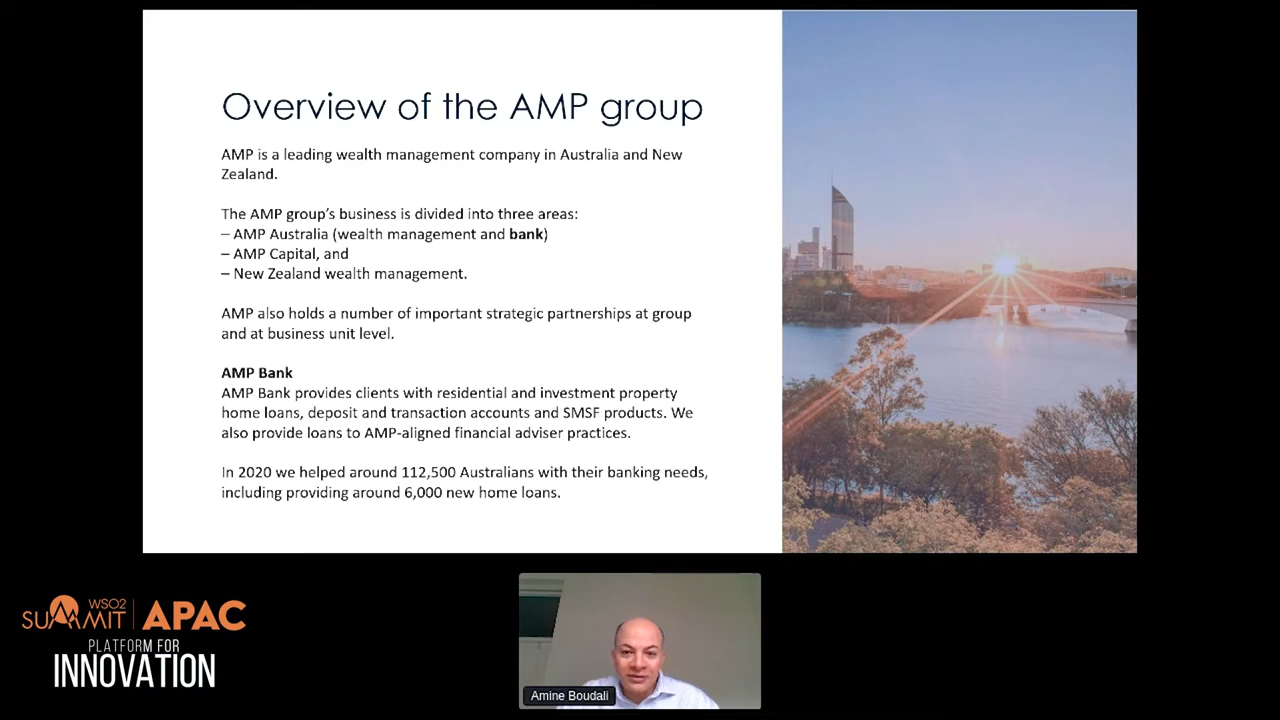 Overview of the AMP group
AMP is a leading wealth management company in Australia and New
Zealand.
The AMP group’s business is divided into three areas:
– AMP Australia (wealth management and bank)
– AMP Capital, and
– New Zealand wealth management.
AMP also holds a number of important strategic partnerships at group
and at business unit level.
AMP Bank
AMP Bank provides clients with residential and investment property
home loans, deposit and transaction accounts and SMSF products. We
also provide loans to AMP-aligned financial adviser practices.
In 2020 we helped around 112,500 Australians with their banking needs,
including providing around 6,000 new home loans.
WSO2
SUMMIT APAC
PLATFORM FOR
INNOVATION
Amine Boudali